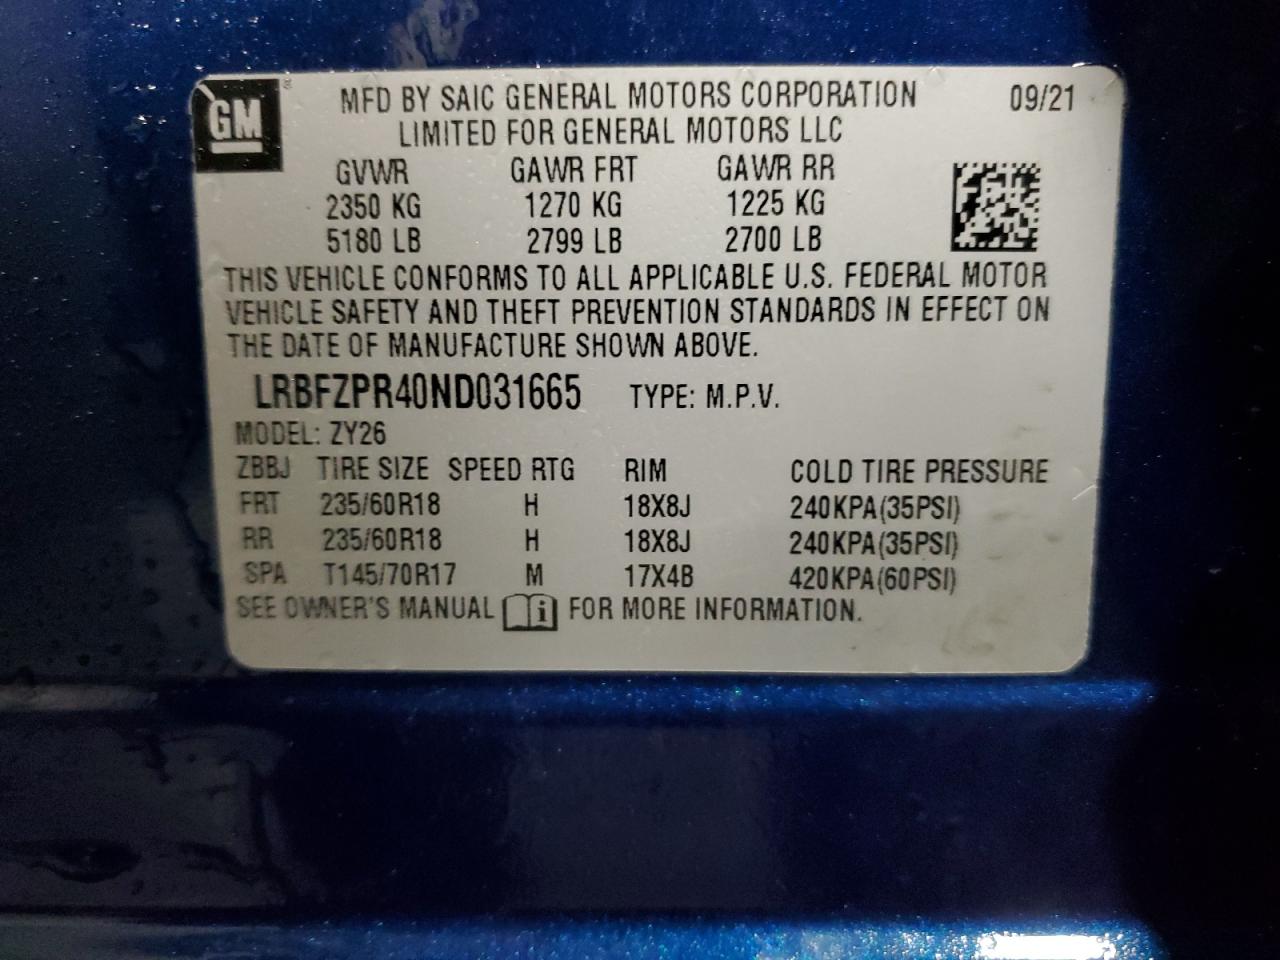 GM
MFD BY SAIC GENERAL MOTORS CORPORATION 09/21
LIMITED FOR GENERAL MOTORS LLC
GVWR GAWR FRT GAWR RR
2350 KG 1270 KG 1225 KG
5180 LB 2799 LB 2700 LB
THIS VEHICLE CONFORMS TO ALL APPLICABLE U.S. FEDERAL MOTOR
VEHICLE SAFETY AND THEFT PREVENTION STANDARDS IN EFFECT ON
THE DATE OF MANUFACTURE SHOWN ABOVE.
LRBFZPR40ND031665 TYPE: M.P.V.
MODEL: ZY26
ZBBJ TIRE SIZE SPEED RTG RIM COLD TIRE PRESSURE
FRT 235/60R18 H 18X8J 240KPA(35PSI)
RR 235/60R18 H 18X8J 240KPA(35PSI)
SPA T145/70R17 M 17X4B 420KPA(60PSI)
SEE OWNER'S MANUAL i FOR MORE INFORMATION.